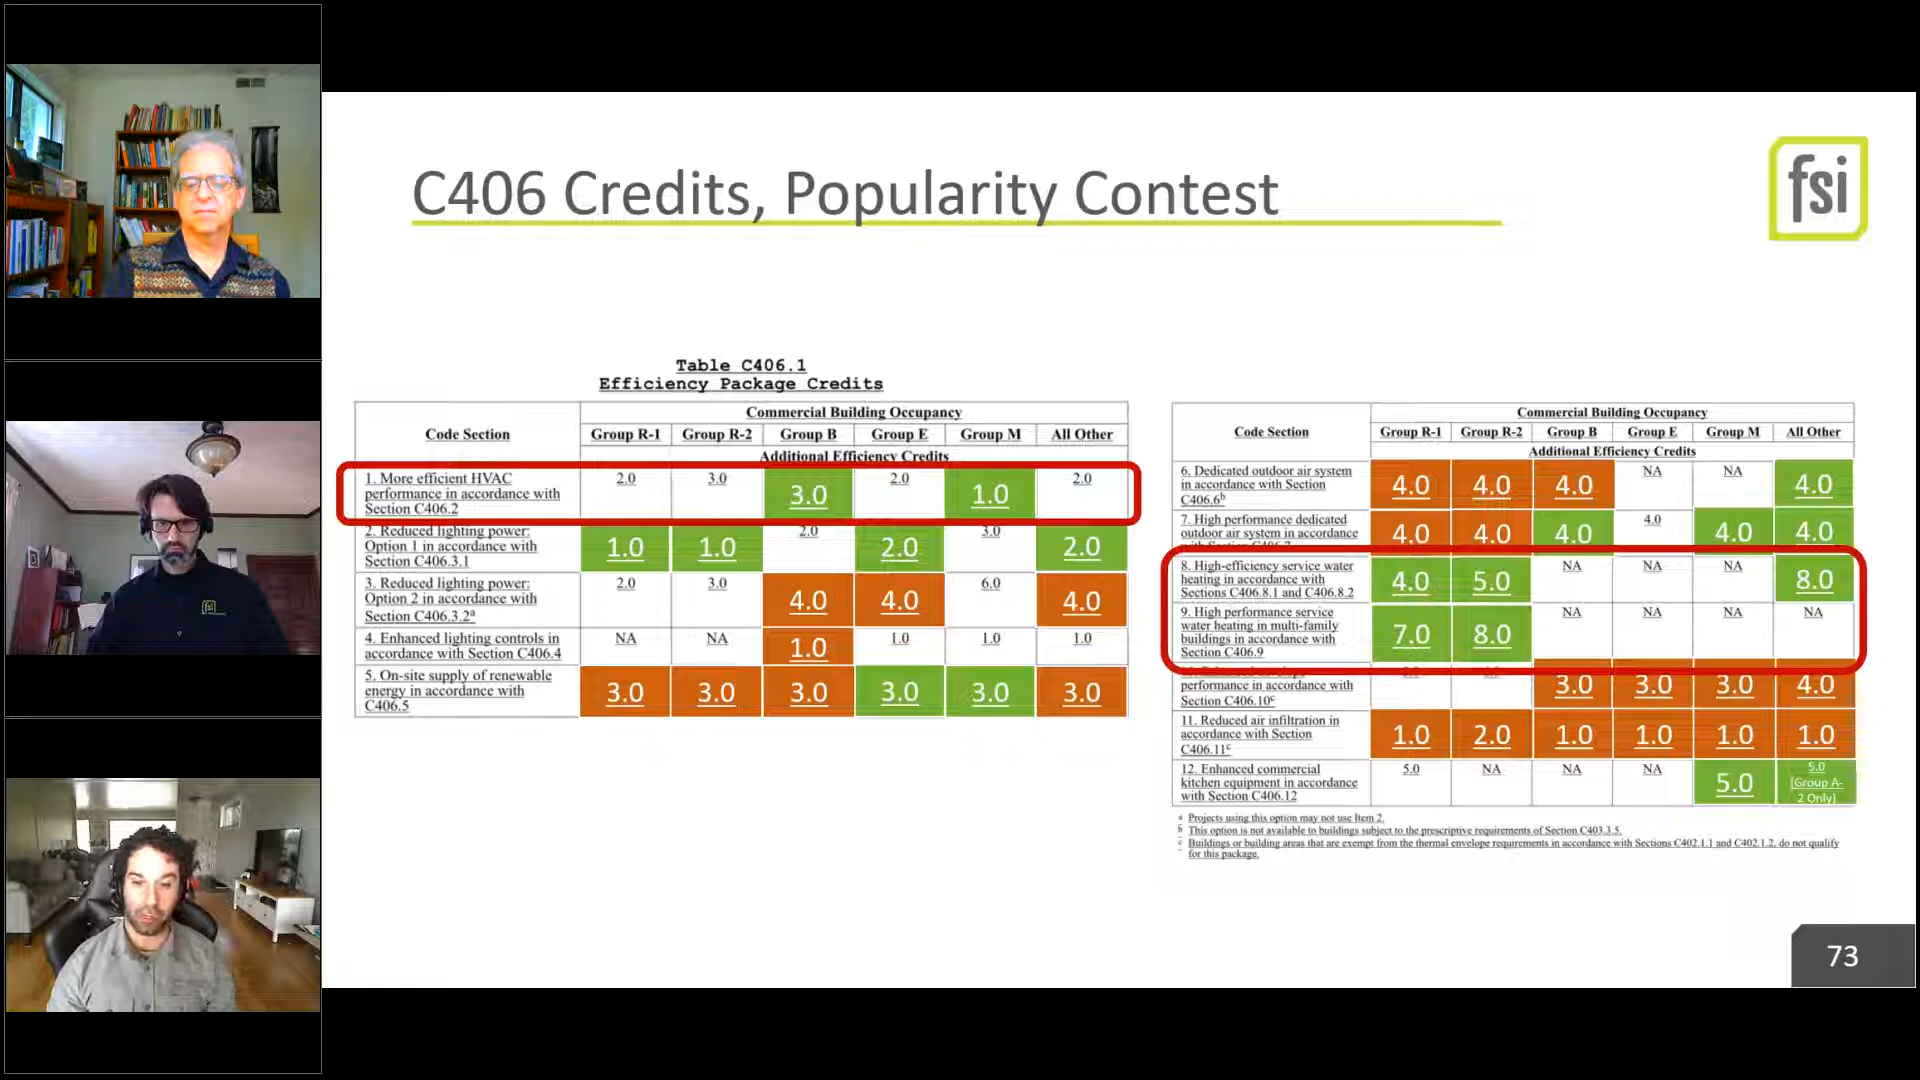 C406 Credits, Popularity Contest
fsi
Table C406.1
Efficiency Package Credits
Code Section
Commercial Building Occupancy
Group R-1 Group R-2 Group B Group E Group M All Other
Additional Efficiency Credits
1. More efficient HVAC
performance in accordance with
Section C406.2
2.0 3.0 3.0 2.0 1.0 2.0
2. Reduced lighting power:
Option 1 in accordance with
Section C406.3.1
1.0 1.0 2.0 2.0 3.0 2.0
3. Reduced lighting power:
Option 2 in accordance with
Section C406.3.2a
2.0 3.0 4.0 4.0 6.0 4.0
4. Enhanced lighting controls in
accordance with Section C406.4
NA NA 1.0 1.0 1.0 1.0
5. On-site supply of renewable
energy in accordance with
C406.5
3.0 3.0 3.0 3.0 3.0 3.0
Code Section
Commercial Building Occupancy
Group R-1 Group R-2 Group B Group E Group M All Other
Additional Efficiency Credits
6. Dedicated outdoor air system
in accordance with Section
C406.6b
4.0 4.0 4.0 NA NA 4.0
7. High performance dedicated
outdoor air system in accordance
4.0 4.0 4.0 4.0 4.0 4.0
8. High-efficiency service water
heating in accordance with
Sections C406.8.1 and C406.8.2
4.0 5.0 NA NA NA 8.0
9. High performance service
water heating in multi-family
buildings in accordance with
Section C406.9
7.0 8.0 NA NA NA NA
performance in accordance with
Section C406.10c
3.0 3.0 3.0 4.0
11. Reduced air infiltration in
accordance with Section
C406.11c
1.0 2.0 1.0 1.0 1.0 1.0
12. Enhanced commercial
kitchen equipment in accordance
with Section C406.12
5.0 NA NA NA 5.0 5.0
(Group A-
2 Only)
a Projects using this option may not use Item 2.
b This option is not available to buildings subject to the prescriptive requirements of Section C403.3.5.
c Buildings or building areas that are exempt from the thermal envelope requirements in accordance with Sections C402.1.1 and C402.1.2, do not qualify
for this package.
73